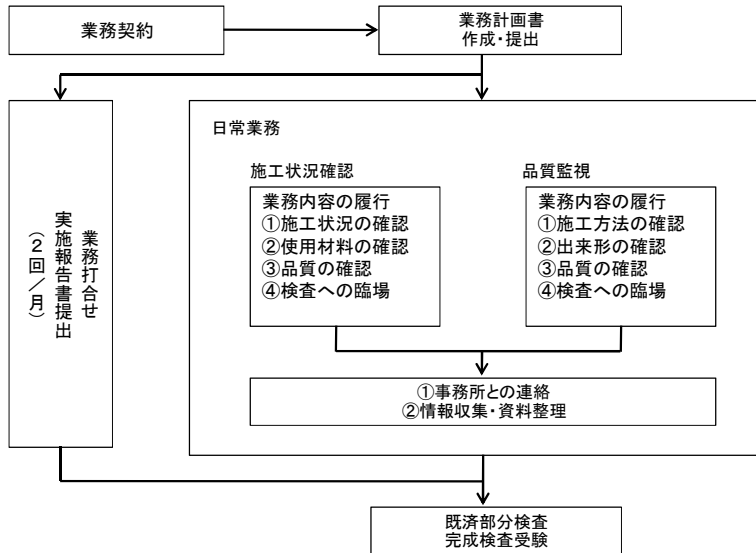 業務契約
業務計画書
作成・提出
業務打合せ
実施報告書提出
（２回／月）
日常業務
施工状況確認
業務内容の履行
①施工状況の確認
②使用材料の確認
③品質の確認
④検査への臨場
品質監視
業務内容の履行
①施工方法の確認
②出来形の確認
③品質の確認
④検査への臨場
①事務所との連絡
②情報収集・資料整理
既済部分検査
完成検査受験